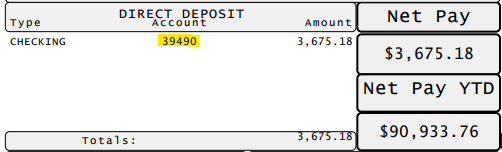 DIRECT DEPOSIT
Type Account Amount
CHECKING 39490 3,675.18
Totals: 3,675.18
Net Pay
$3,675.18
Net Pay YTD
$90,933.76